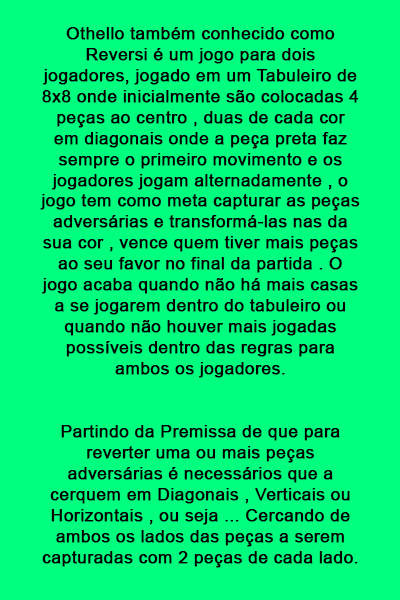 Othello também conhecido como
Reversi é um jogo para dois
jogadores, jogado em um Tabuleiro de
8x8 onde inicialmente são colocadas 4
peças ao centro , duas de cada cor
em diagonais onde a peça preta faz
sempre o primeiro movimento e os
jogadores jogam alternadamente , o
jogo tem como meta capturar as peças
adversárias e transformá-las nas da
sua cor , vence quem tiver mais peças
ao seu favor no final da partida . O
jogo acaba quando não há mais casas
a se jogarem dentro do tabuleiro ou
quando não houver mais jogadas
possíveis dentro das regras para
ambos os jogadores.
Partindo da Premissa de que para
reverter uma ou mais peças
adversárias é necessários que a
cerquem em Diagonais , Verticais ou
Horizontais , ou seja ... Cercando de
ambos os lados das peças a serem
capturadas com 2 peças de cada lado.